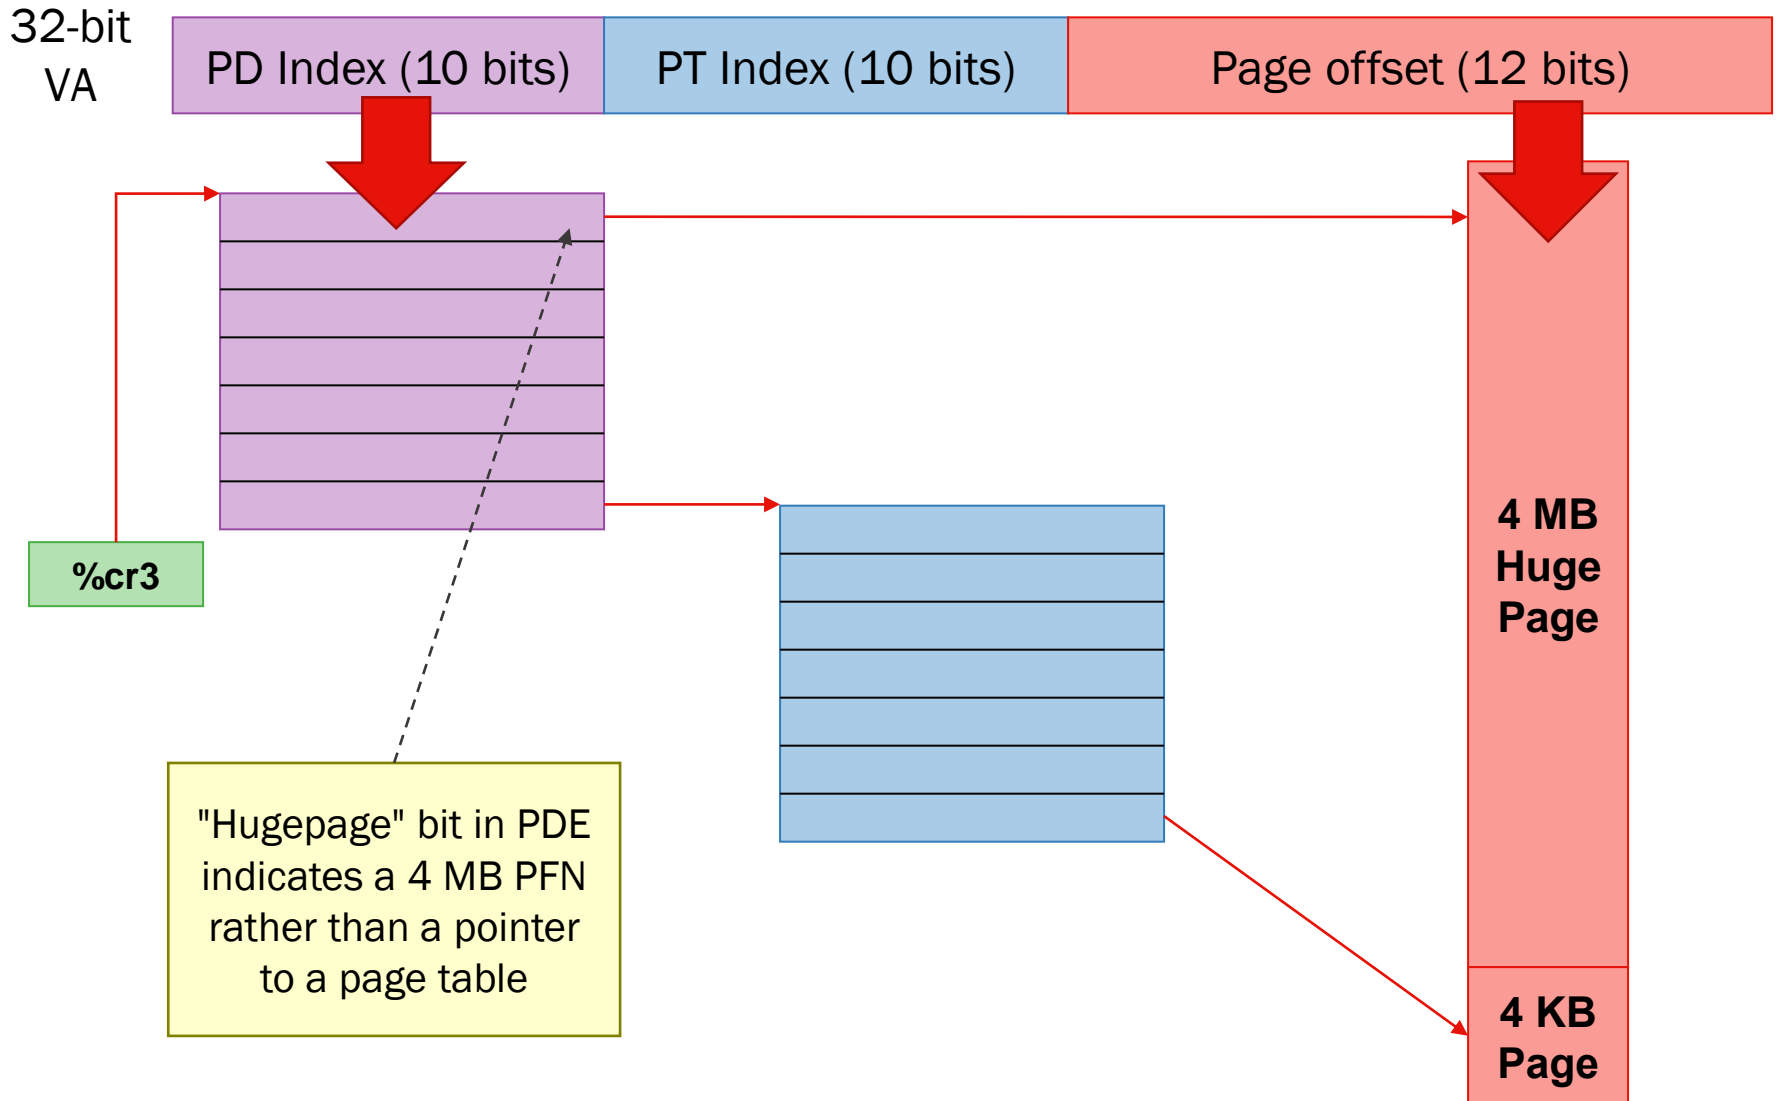 32-bit
VA
PD Index (10 bits)
PT Index (10 bits)
Page offset (12 bits)
%cr3
4 MB
Huge
Page
"Hugepage" bit in PDE
indicates a 4 MB PFN
rather than a pointer
to a page table
4 KB
Page